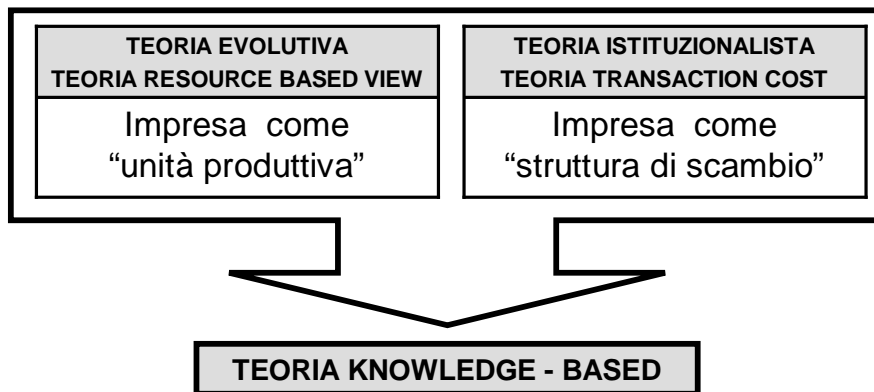 TEORIA EVOLUTIVA
TEORIA RESOURCE BASED VIEW
Impresa come
“unità produttiva”
TEORIA ISTITUZIONALISTA
TEORIA TRANSACTION COST
Impresa come
“struttura di scambio”
TEORIA KNOWLEDGE - BASED